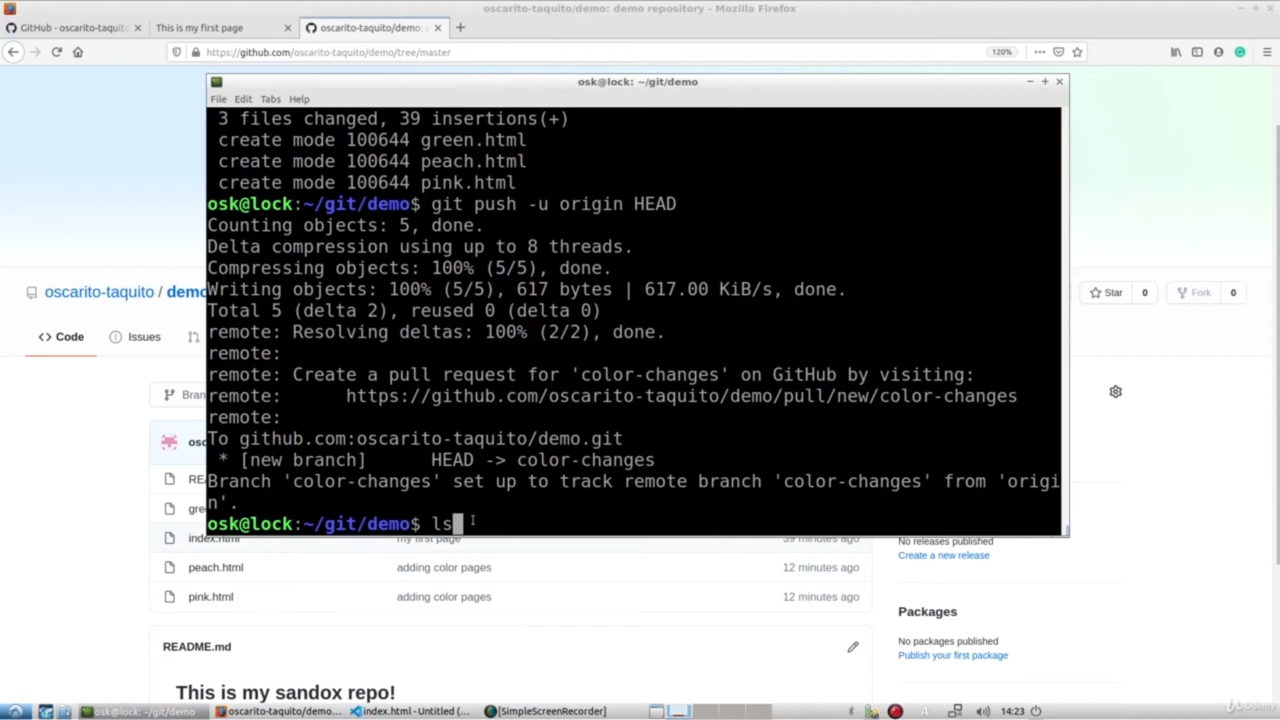 oscarito-taquito/demo: demo repository - Mozilla Firefox
GitHub - oscarito-taquit
This is my first page
oscarito-taquito/demo:
https://github.com/oscarito-taquito/demo/tree/master
120%
osk@lock: ~/git/demo
File Edit Tabs Help
3 files changed, 39 insertions(+)
create mode 100644 green.html
create mode 100644 peach.html
create mode 100644 pink.html
osk@lock:~/git/demo$ git push -u origin HEAD
Counting objects: 5, done.
Delta compression using up to 8 threads.
Compressing objects: 100% (5/5), done.
Writing objects: 100% (5/5), 617 bytes | 617.00 KiB/s, done.
Total 5 (delta 2), reused 0 (delta 0)
remote: Resolving deltas: 100% (2/2), done.
remote:
remote: Create a pull request for 'color-changes' on GitHub by visiting:
remote: https://github.com/oscarito-taquito/demo/pull/new/color-changes
remote:
To github.com:oscarito-taquito/demo.git
* [new branch] HEAD -> color-changes
Branch 'color-changes' set up to track remote branch 'color-changes' from 'origi
n'.
osk@lock:~/git/demo$ ls
oscarito-taquito / demo
Star 0
Fork 0
Code
Issues
Bran
osc
RE
gre
index.html my first page 39 minutes ago
peach.html adding color pages 12 minutes ago
pink.html adding color pages 12 minutes ago
README.md
This is my sandox repo!
No releases published
Create a new release
Packages
No packages published
Publish your first package
osk@lock: ~/git/demo
oscarito-taquito/demo...
index.html - Untitled (...
[SimpleScreenRecorder]
14:23
Udemy